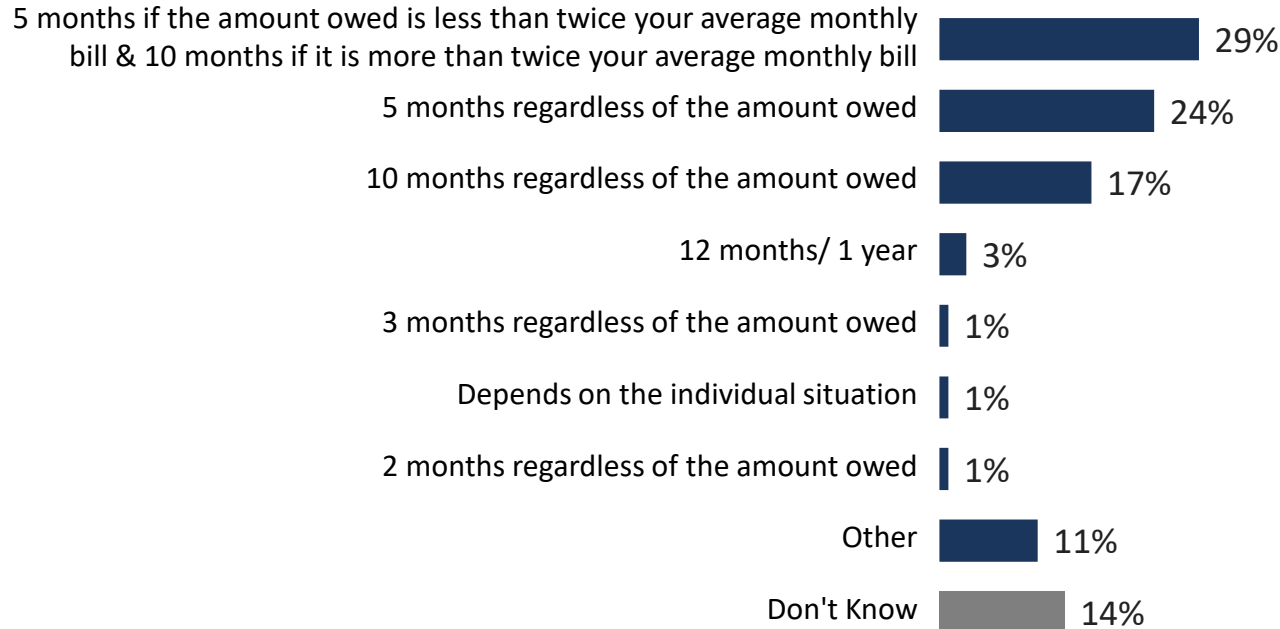 5 months if the amount owed is less than twice your average monthly
bill & 10 months if it is more than twice your average monthly bill
29%
5 months regardless of the amount owed
24%
10 months regardless of the amount owed
17%
12 months/ 1 year
3%
3 months regardless of the amount owed
1%
Depends on the individual situation
1%
2 months regardless of the amount owed
1%
Other
11%
Don't Know
14%